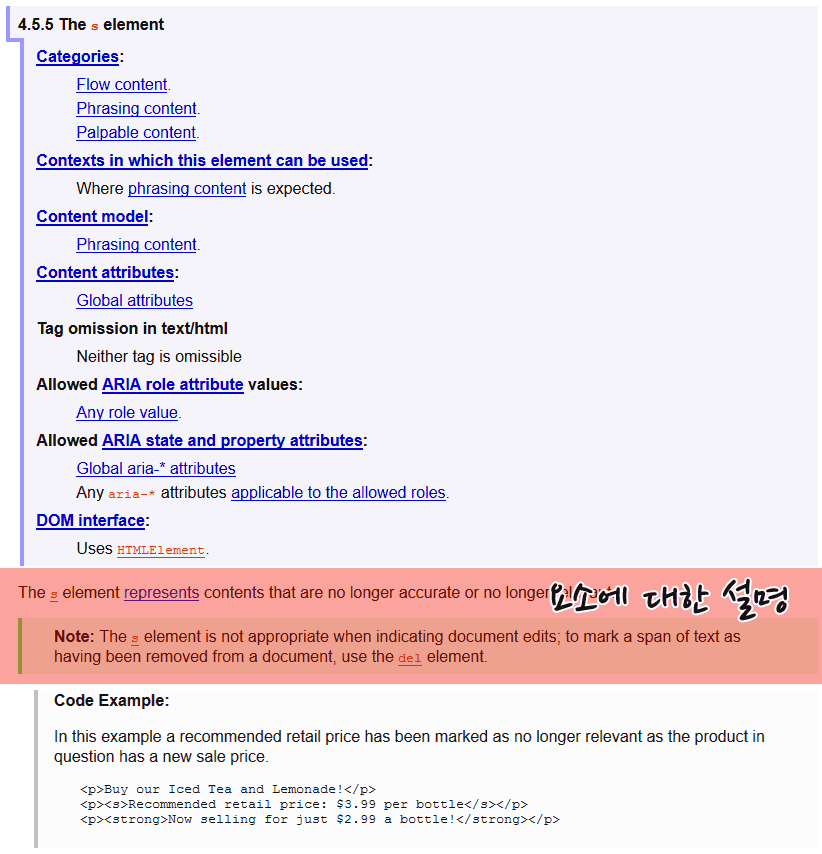 4.5.5 The s element
Categories:
Flow content.
Phrasing content.
Palpable content.
Contexts in which this element can be used:
Where phrasing content is expected.
Content model:
Phrasing content.
Content attributes:
Global attributes
Tag omission in text/html
Neither tag is omissible
Allowed ARIA role attribute values:
Any role value.
Allowed ARIA state and property attributes:
Global aria-* attributes
Any aria-* attributes applicable to the allowed roles.
DOM interface:
Uses HTMLElement.
The s element represents contents that are no longer accurate or no longer
요소에 대한 설명
Note: The s element is not appropriate when indicating document edits; to mark a span of text as
having been removed from a document, use the del element.
Code Example:
In this example a recommended retail price has been marked as no longer relevant as the product in
question has a new sale price.
<p>Buy our Iced Tea and Lemonade!</p>
<p><s>Recommended retail price: $3.99 per bottle</s></p>
<p><strong>Now selling for just $2.99 a bottle!</strong></p>